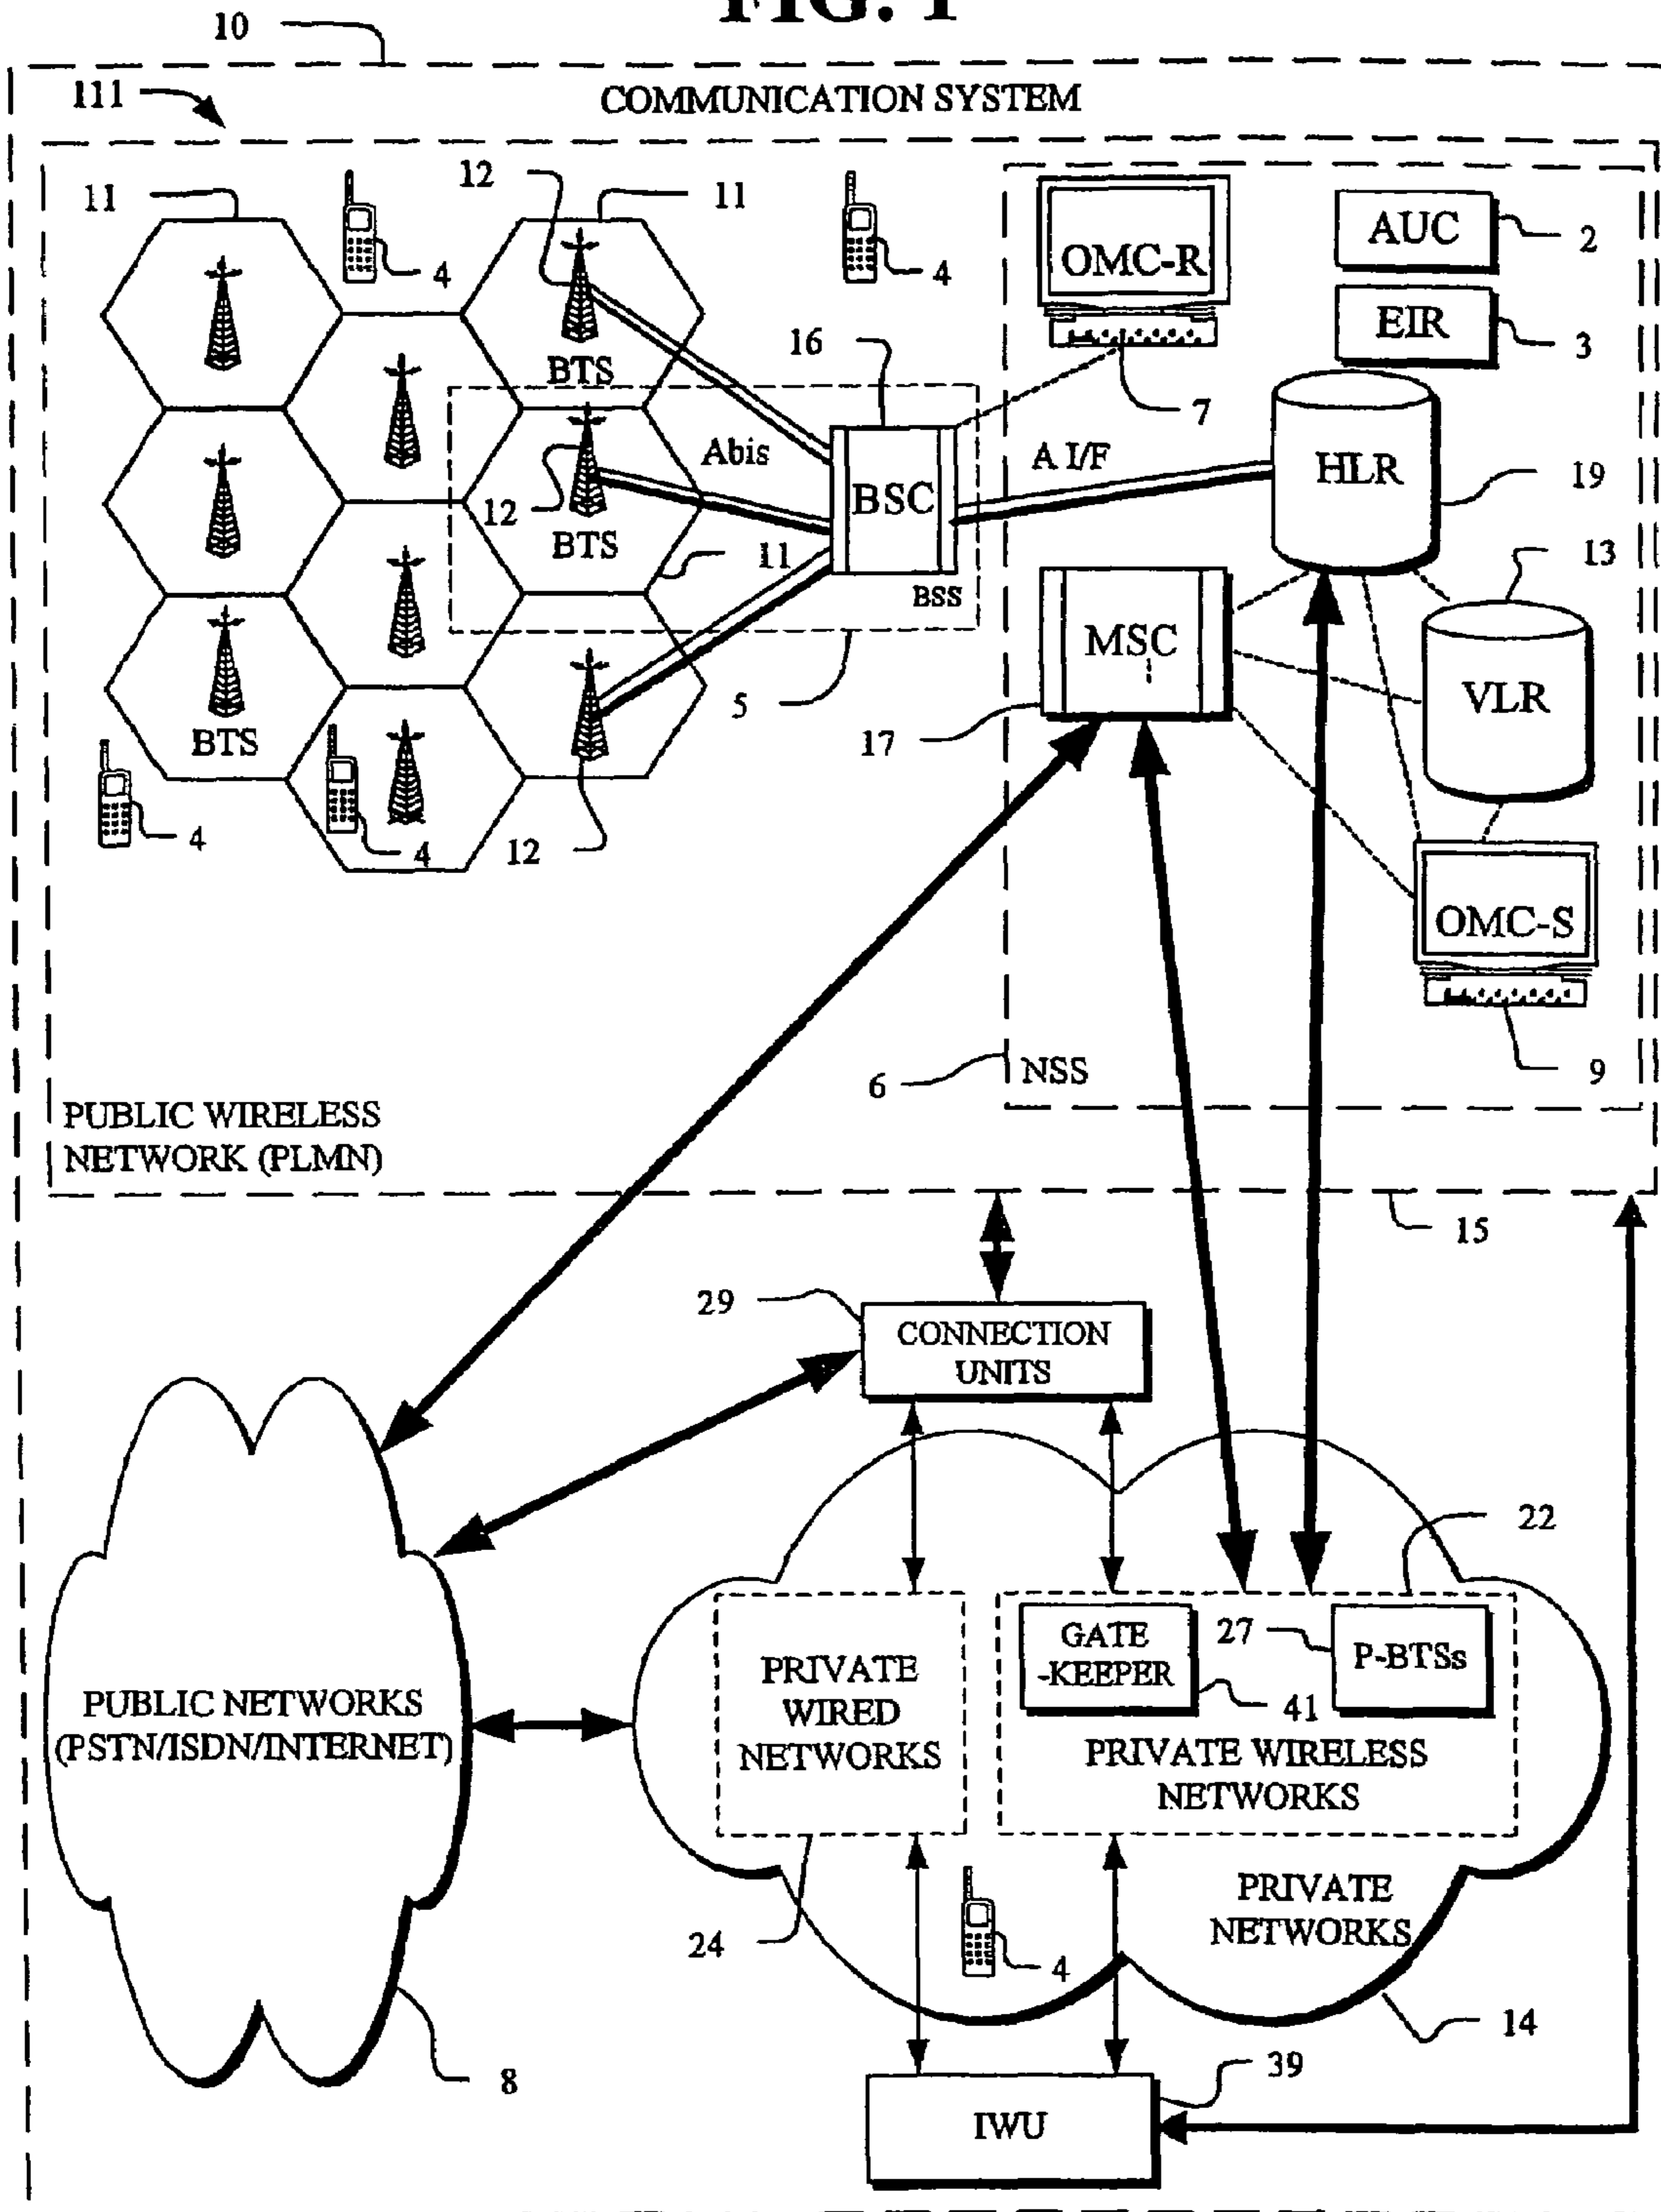 FIG. 1
10
111
COMMUNICATION SYSTEM
11
12
11
4
4
OMC-R
AUC
2
EIR
3
BTS
16
7
Abis
A I/F
HLR
19
12
BTS
BSC
11
BSS
13
MSC
VLR
5
17
BTS
4
4
12
OMC-S
9
6
NSS
PUBLIC WIRELESS
NETWORK (PLMN)
15
29
CONNECTION
UNITS
22
GATE
-KEEPER
27
P-BTSs
41
PRIVATE
WIRED
NETWORKS
PRIVATE WIRELESS
NETWORKS
PUBLIC NETWORKS
(PSTN/ISDN/INTERNET)
24
4
PRIVATE
NETWORKS
14
8
39
IWU